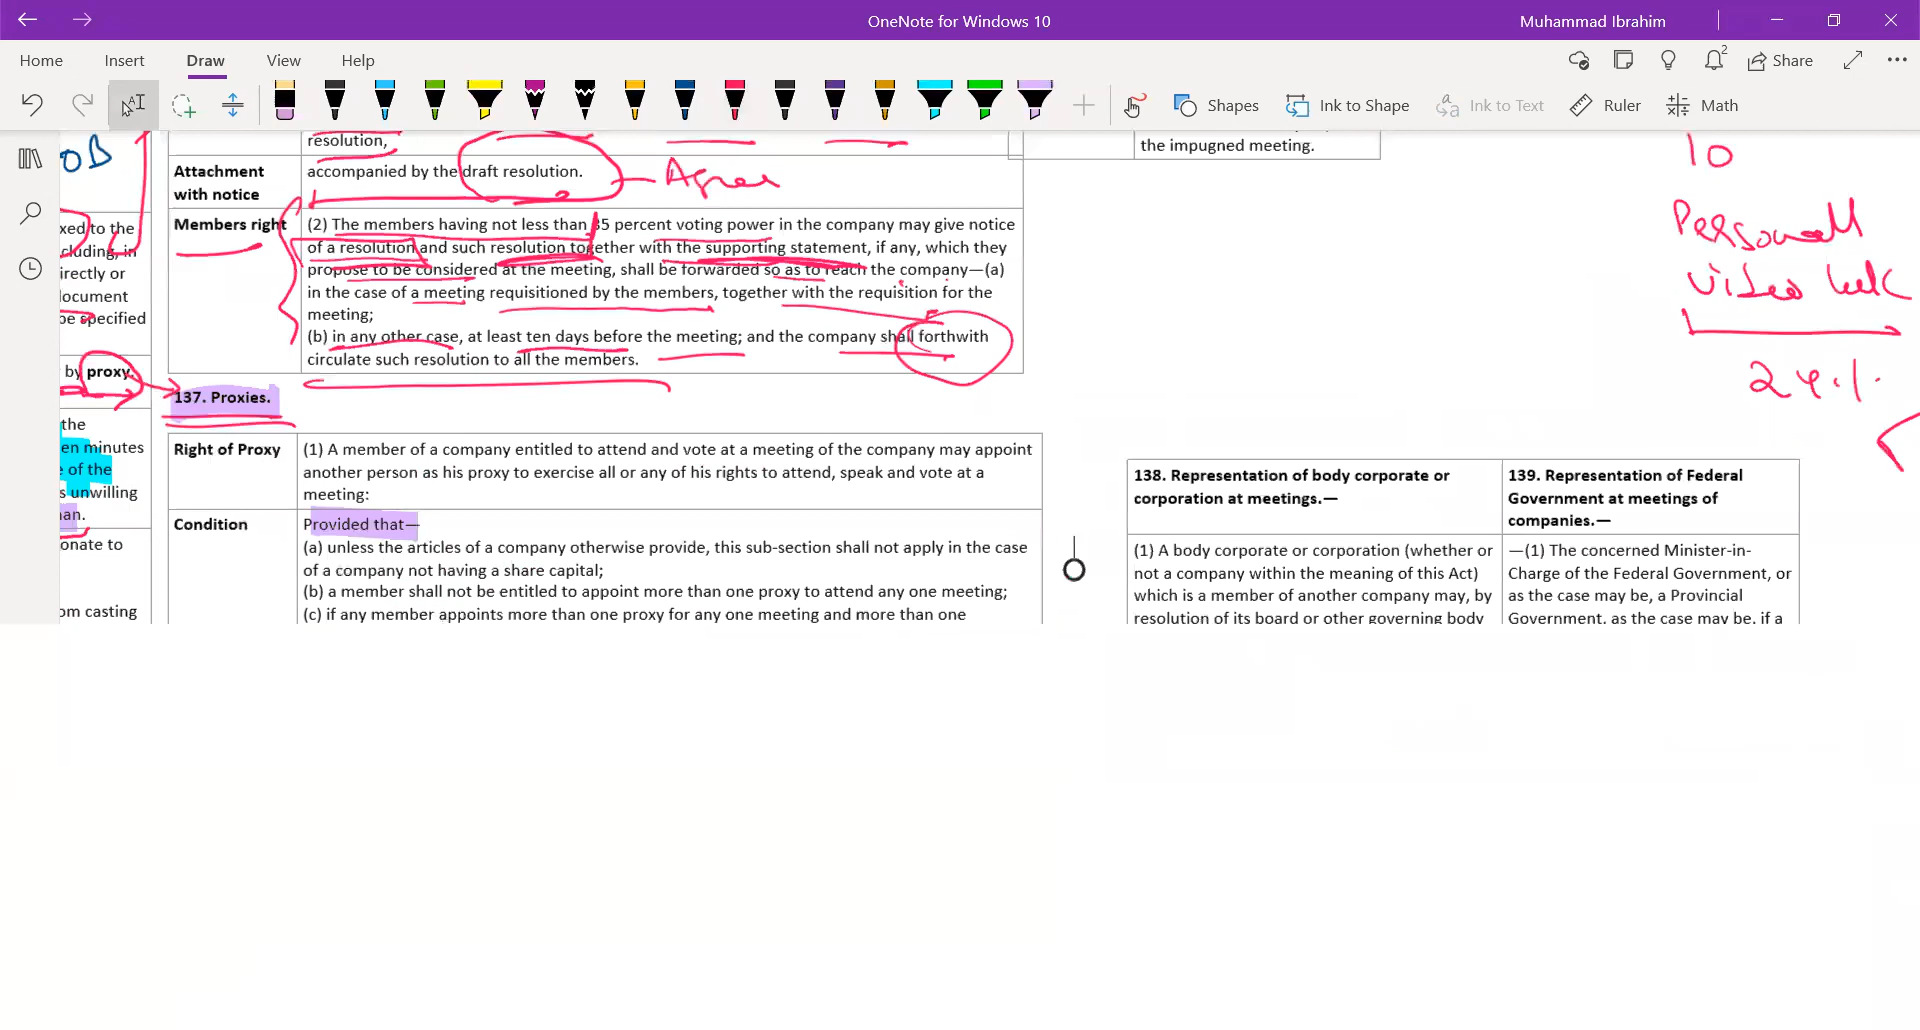 OneNote for Windows 10
Muhammad Ibrahim
Home Insert Draw View Help
2
Share
Shapes Ink to Shape Ink to Text Ruler Math
OB
xed to the
cluding, in
irectly or
document
be specified
by proxy.
the
en minutes
e of the
s unwilling
an.
onate to
om casting
resolution,
Attachment with notice
accompanied by the draft resolution.
Agree
Members right
(2) The members having not less than 35 percent voting power in the company may give notice
of a resolution and such resolution together with the supporting statement, if any, which they
propose to be considered at the meeting, shall be forwarded so as to reach the company—(a)
in the case of a meeting requisitioned by the members, together with the requisition for the
meeting;
(b) in any other case, at least ten days before the meeting; and the company shall forthwith
circulate such resolution to all the members.
137. Proxies.
Right of Proxy
(1) A member of a company entitled to attend and vote at a meeting of the company may appoint
another person as his proxy to exercise all or any of his rights to attend, speak and vote at a
meeting:
Condition
Provided that—
(a) unless the articles of a company otherwise provide, this sub-section shall not apply in the case
of a company not having a share capital;
(b) a member shall not be entitled to appoint more than one proxy to attend any one meeting;
(c) if any member appoints more than one proxy for any one meeting and more than one
the impugned meeting.
10
Personall
Video
138. Representation of body corporate or
corporation at meetings.—
(1) A body corporate or corporation (whether or
not a company within the meaning of this Act)
which is a member of another company may, by
resolution of its board or other governing body
139. Representation of Federal
Government at meetings of
companies.—
—(1) The concerned Minister-in-
Charge of the Federal Government, or
as the case may be, a Provincial
Government, as the case may be, if a